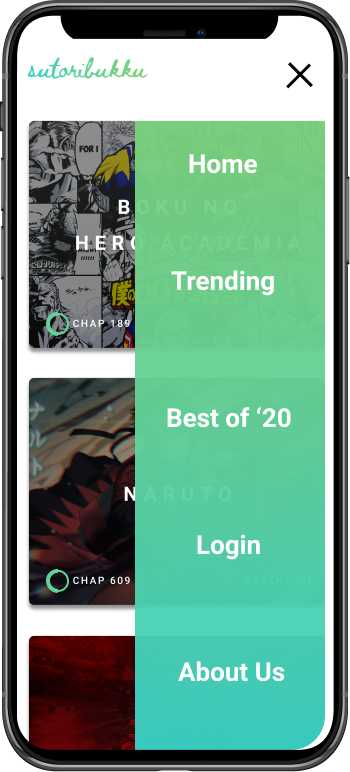 sutoribukku
Home
FOR I
BOKU NO
HERO ACADEMIA
Trending
CHAP 189
Best of ‘20
NARUTO
Login
CHAP 609
ADVENTURE
About Us